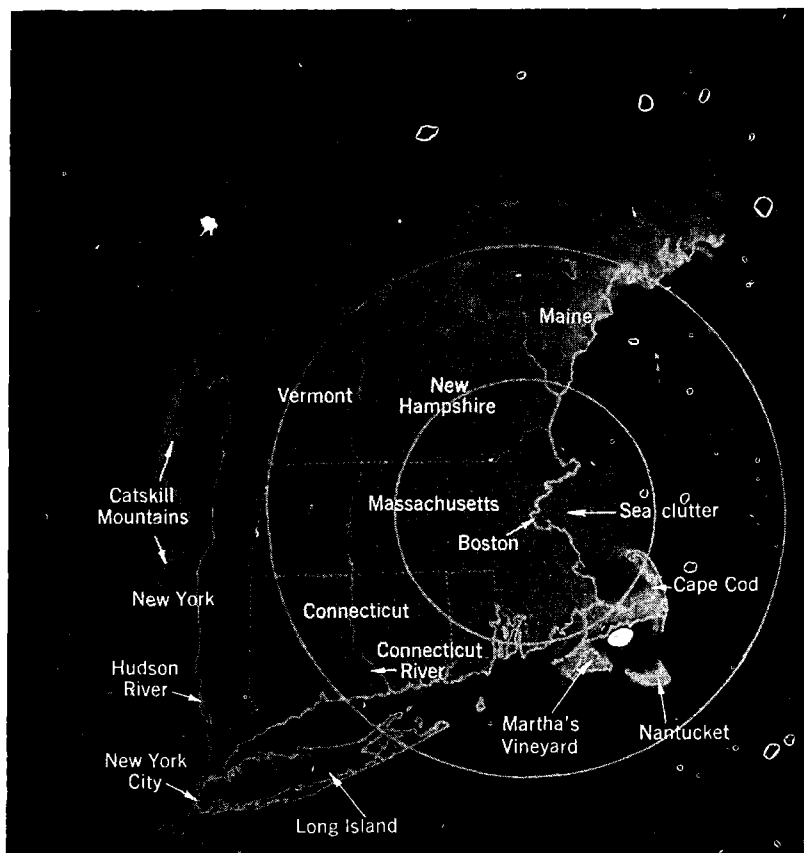 Maine
New
Hampshire
Vermont
Catskill
Mountains
Massachusetts
Sea clutter
Boston
Cape Cod
New York
Connecticut
Connecticut
River
Hudson
River
Martha's
Vineyard
Nantucket
New York
City
Long Island